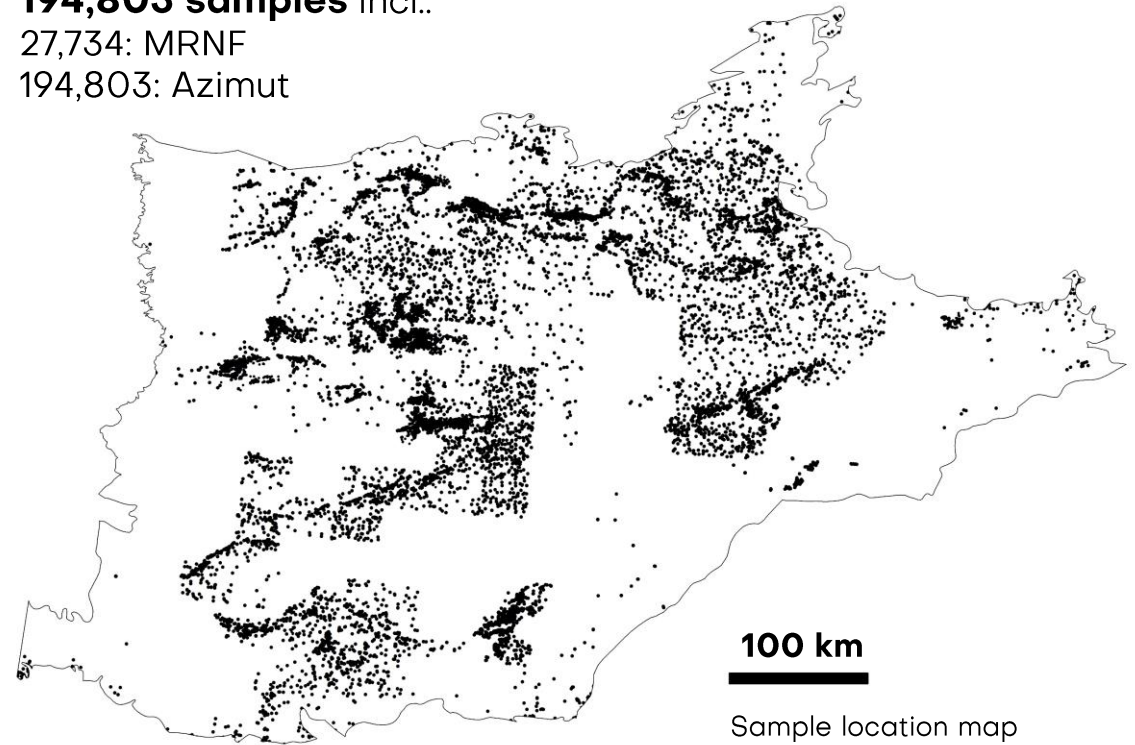 194,803 samples incl.:
27,734: MRNF
194,803: Azimut
100 km
Sample location map